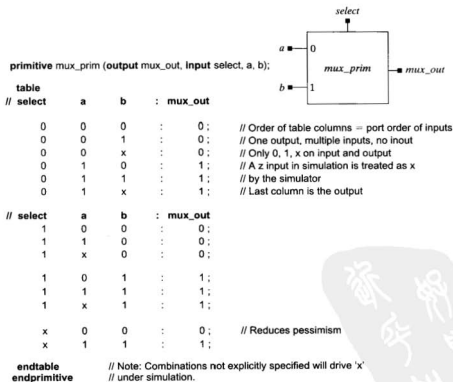 select
a 0
mux_prim mux_out
b 1
primitive mux_prim (output mux_out, input select, a, b);
table
// select a b : mux_out
0 0 0 : 0 ; // Order of table columns = port order of inputs
0 0 1 : 0 ; // One output, multiple inputs, no inout
0 0 x : 0 ; // Only 0, 1, x on input and output
0 1 0 : 1 ; // A z input in simulation is treated as x
0 1 1 : 1 ; // by the simulator
0 1 x : 1 ; // Last column is the output
// select a b : mux_out
1 0 0 : 0 ;
1 1 0 : 0 ;
1 x 0 : 0 ;
1 0 1 : 1 ;
1 1 1 : 1 ;
1 x 1 : 1 ;
x 0 0 : 0 ; // Reduces pessimism
x 1 1 : 1 ;
endtable // Note: Combinations not explicitly specified will drive 'x'
endprimitive // under simulation.